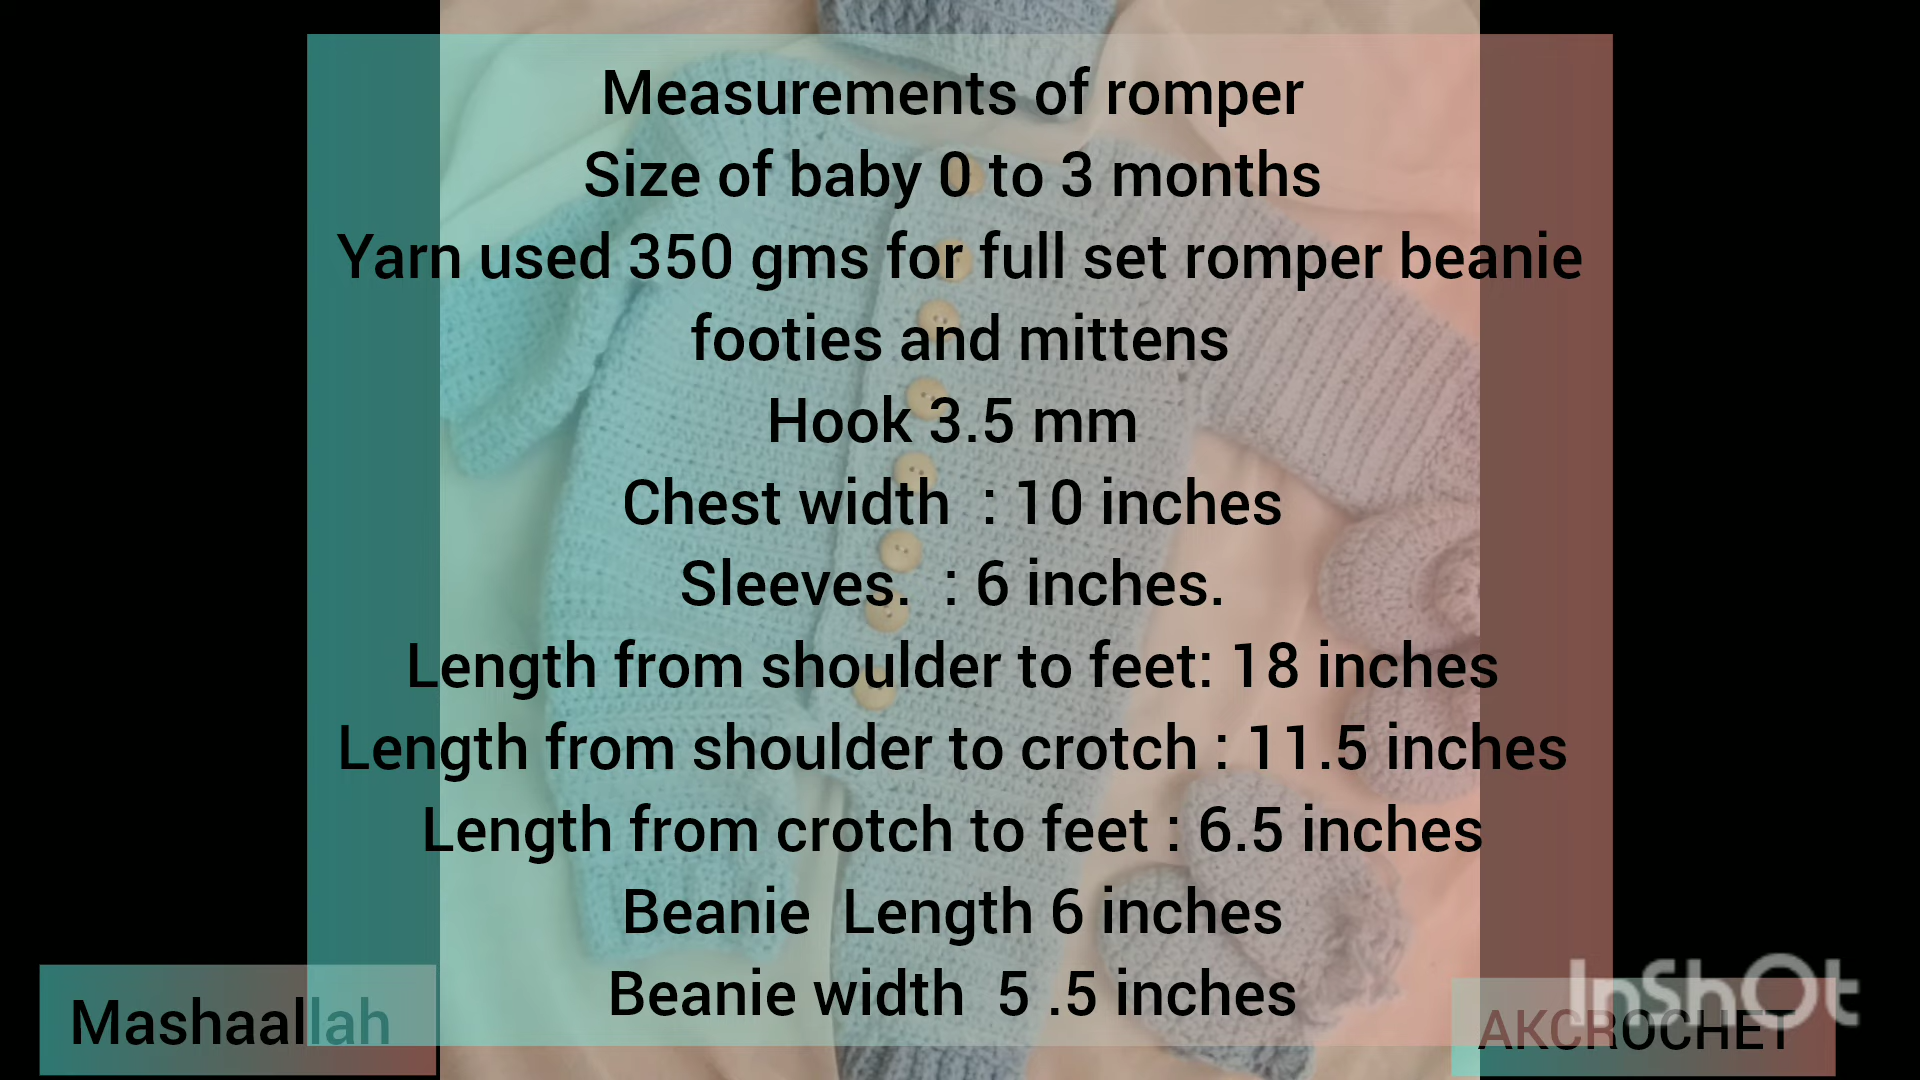 Measurements of romper
Size of baby 0 to 3 months
Yarn used 350 gms for full set romper beanie
footies and mittens
Hook 3.5 mm
Chest width  : 10 inches
Sleeves.  : 6 inches.
Length from shoulder to feet: 18 inches
Length from shoulder to crotch : 11.5 inches
Length from crotch to feet : 6.5 inches
Beanie  Length 6 inches
Beanie width  5 .5 inches
Mashaallah
InShOt
AKCROCHET